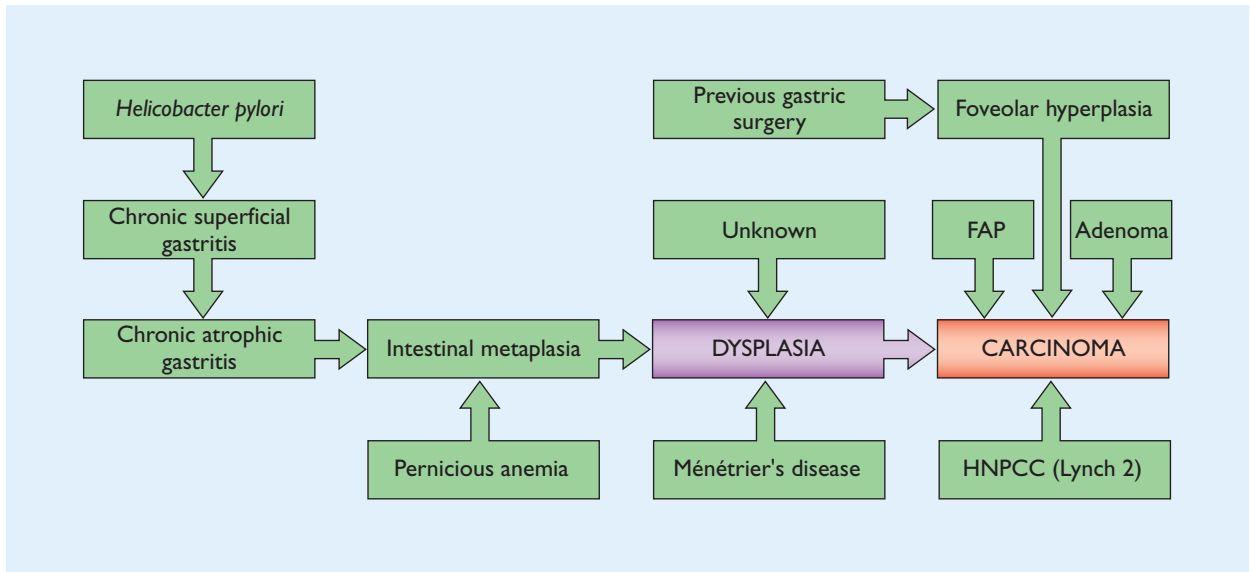 Helicobacter pylori
Previous gastric
surgery
Foveolar hyperplasia
Chronic superficial
gastritis
Unknown
FAP
Adenoma
Chronic atrophic
gastritis
Intestinal metaplasia
DYSPLASIA
CARCINOMA
Pernicious anemia
Ménétrier's disease
HNPCC (Lynch 2)